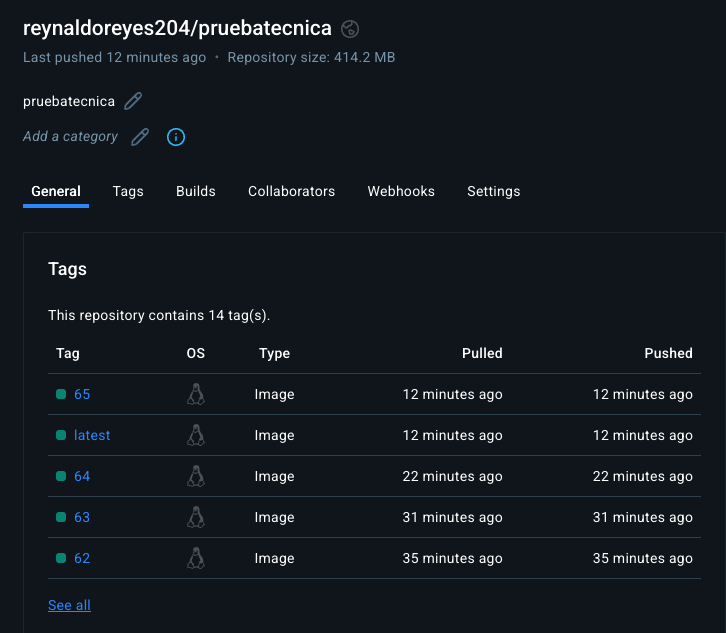 reynaldoreyes204/pruebatecnica
Last pushed 12 minutes ago • Repository size: 414.2 MB
pruebatecnica
Add a category
General Tags Builds Collaborators Webhooks Settings
Tags
This repository contains 14 tag(s).
Tag OS Type Pulled Pushed
65 Image 12 minutes ago 12 minutes ago
latest Image 12 minutes ago 12 minutes ago
64 Image 22 minutes ago 22 minutes ago
63 Image 31 minutes ago 31 minutes ago
62 Image 35 minutes ago 35 minutes ago
See all